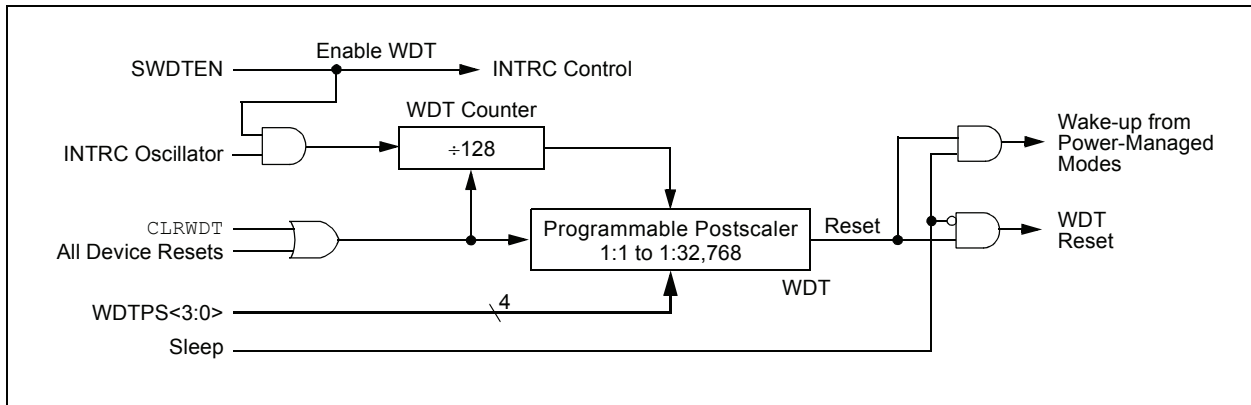 Enable WDT
SWDTEN
INTRC Control
WDT Counter
INTRC Oscillator
÷128
Wake-up from
Power-Managed
Modes
CLRWDT
All Device Resets
Programmable Postscaler
1:1 to 1:32,768
Reset
WDT
WDT
Reset
WDTPS<3:0>
4
Sleep